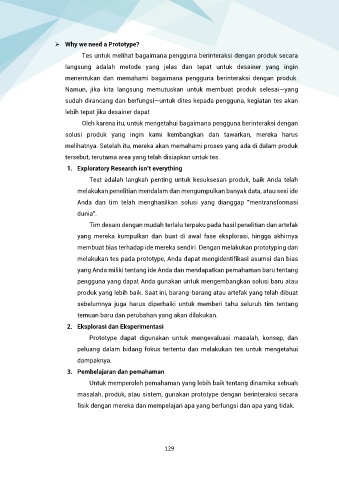 ➢ Why we need a Prototype?
Tes untuk melihat bagaimana pengguna berinteraksi dengan produk secara
langsung adalah metode yang jelas dan tepat untuk desainer yang ingin
menentukan dan memahami bagaimana pengguna berinteraksi dengan produk.
Namun, jika kita langsung memutuskan untuk membuat produk selesai—yang
sudah dirancang dan berfungsi—untuk dites kepada pengguna, kegiatan tes akan
lebih tepat jika desainer dapat
Oleh karena itu, untuk mengetahui bagaimana pengguna berinteraksi dengan
solusi produk yang ingin kami kembangkan dan tawarkan, mereka harus
melihatnya. Setelah itu, mereka akan memahami proses yang ada di dalam produk
tersebut, terutama area yang telah disiapkan untuk tes.
1. Exploratory Research isn't everything
Test adalah langkah penting untuk kesuksesan produk, baik Anda telah
melakukan penelitian mendalam dan mengumpulkan banyak data, atau sesi ide
Anda dan tim telah menghasilkan solusi yang dianggap "mentransformasi
dunia".
Tim desain dengan mudah terlalu terpaku pada hasil penelitian dan artefak
yang mereka kumpulkan dan buat di awal fase eksplorasi, hingga akhirnya
membuat bias terhadap ide mereka sendiri. Dengan melakukan prototyping dan
melakukan tes pada prototype, Anda dapat mengidentifikasi asumsi dan bias
yang Anda miliki tentang ide Anda dan mendapatkan pemahaman baru tentang
pengguna yang dapat Anda gunakan untuk mengembangkan solusi baru atau
produk yang lebih baik. Saat ini, barang-barang atau artefak yang telah dibuat
sebelumnya juga harus diperbaiki untuk memberi tahu seluruh tim tentang
temuan baru dan perubahan yang akan dilakukan.
2. Eksplorasi dan Eksperimentasi
Prototype dapat digunakan untuk mengevaluasi masalah, konsep, dan
peluang dalam bidang fokus tertentu dan melakukan tes untuk mengetahui
dampaknya.
3. Pembelajaran dan pemahaman
Untuk memperoleh pemahaman yang lebih baik tentang dinamika sebuah
masalah, produk, atau sistem, gunakan prototype dengan berinteraksi secara
fisik dengan mereka dan mempelajari apa yang berfungsi dan apa yang tidak.
129